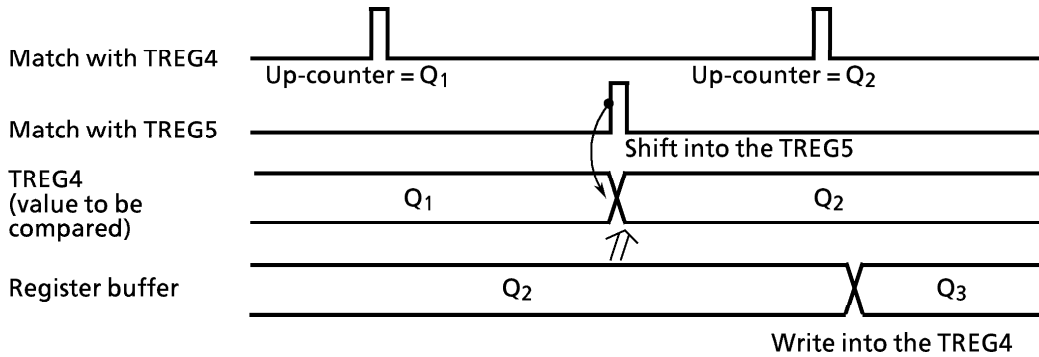 Match with TREG4
Up-counter = Q1
Up-counter = Q2
Match with TREG5
Shift into the TREG5
TREG4
(value to be
compared)
Q1
Q2
Register buffer
Q2
Q3
Write into the TREG4